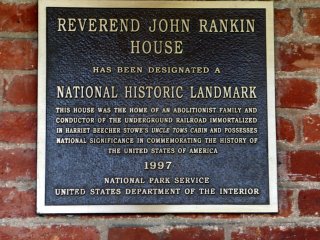 REVEREND JOHN RANKIN
HOUSE
HAS BEEN DESIGNATED A
NATIONAL HISTORIC LANDMARK
THIS HOUSE WAS THE HOME OF AN ABOLITIONIST FAMILY AND
CONDUCTOR OF THE UNDERGROUND RAILROAD IMMORTALIZED
IN HARRIET BEECHER STOWE'S UNCLE TOMS CABIN AND POSSESSES
NATIONAL SIGNIFICANCE IN COMMEMORATING THE HISTORY OF
THE UNITED STATES OF AMERICA
1997
NATIONAL PARK SERVICE
UNITED STATES DEPARTMENT OF THE INTERIOR